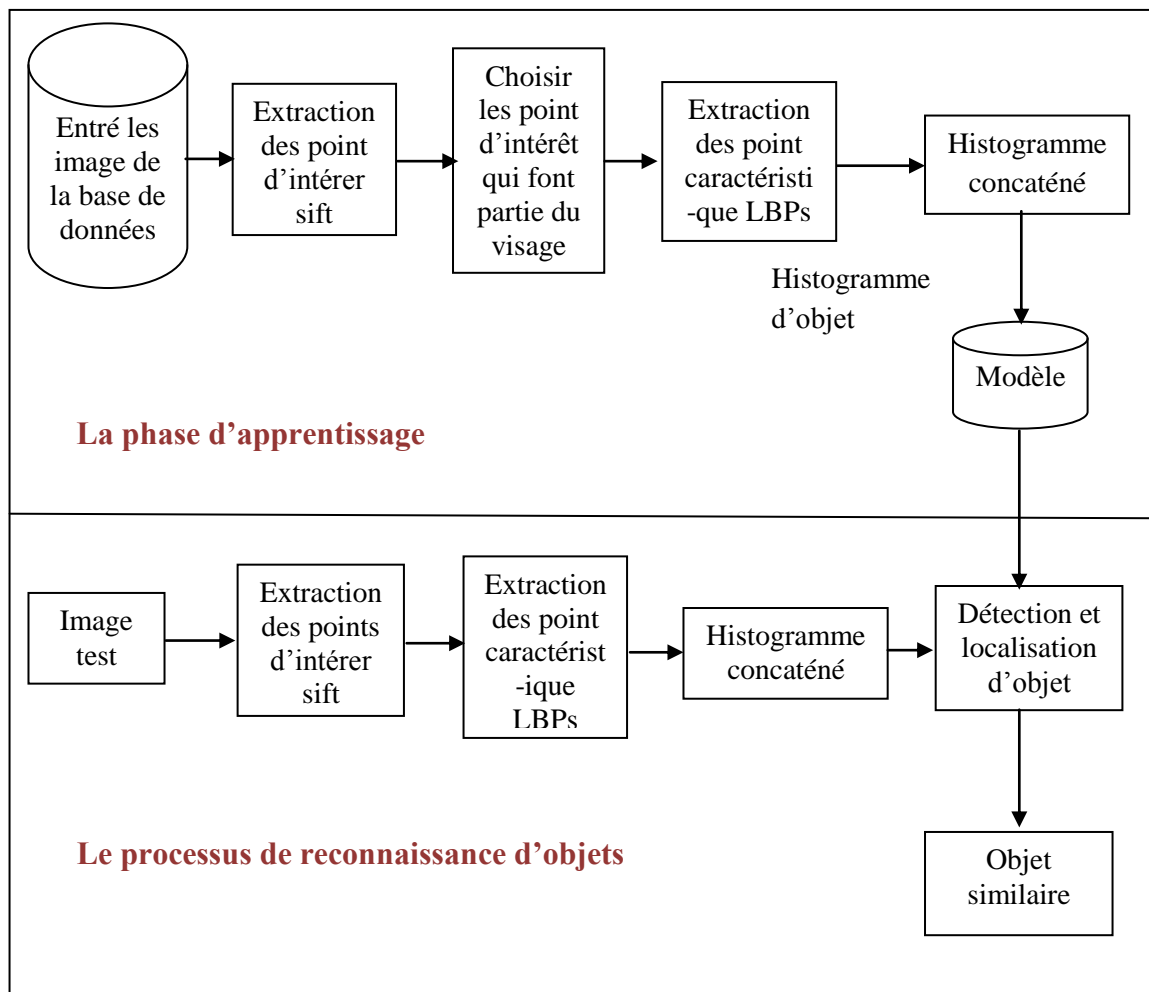 Entré les
image de
la base de
données
Extraction
des point
d’intérer
sift
Choisir
les point
d’intérêt
qui font
partie du
visage
Extraction
des point
caractéristi
-que LBPs
Histogramme
concaténé
Histogramme
d’objet
Modèle
La phase d’apprentissage
Image
test
Extraction
des points
d’intérer
sift
Extraction
des point
caractérist
-ique
LBPs
Histogramme
concaténé
Détection et
localisation
d’objet
Le processus de reconnaissance d’objets
Objet
similaire